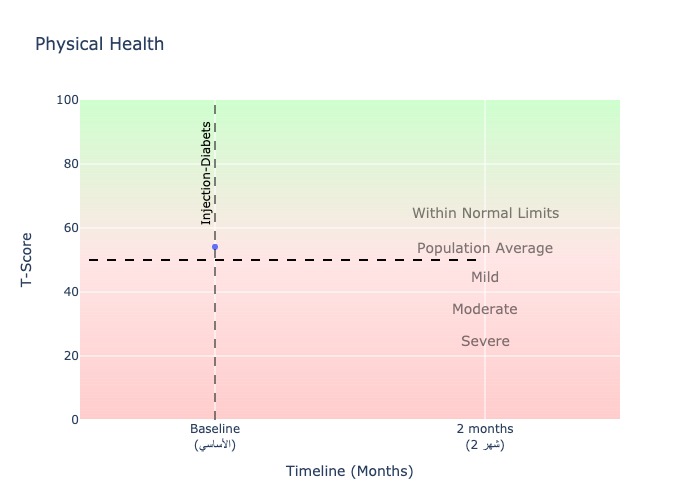 Physical Health
100
80
60
40
20
0
T-Score
Injection-Diabets
Within Normal Limits
Population Average
Mild
Moderate
Severe
Baseline
(الأساسي)
2 months
(شهر 2)
Timeline (Months)